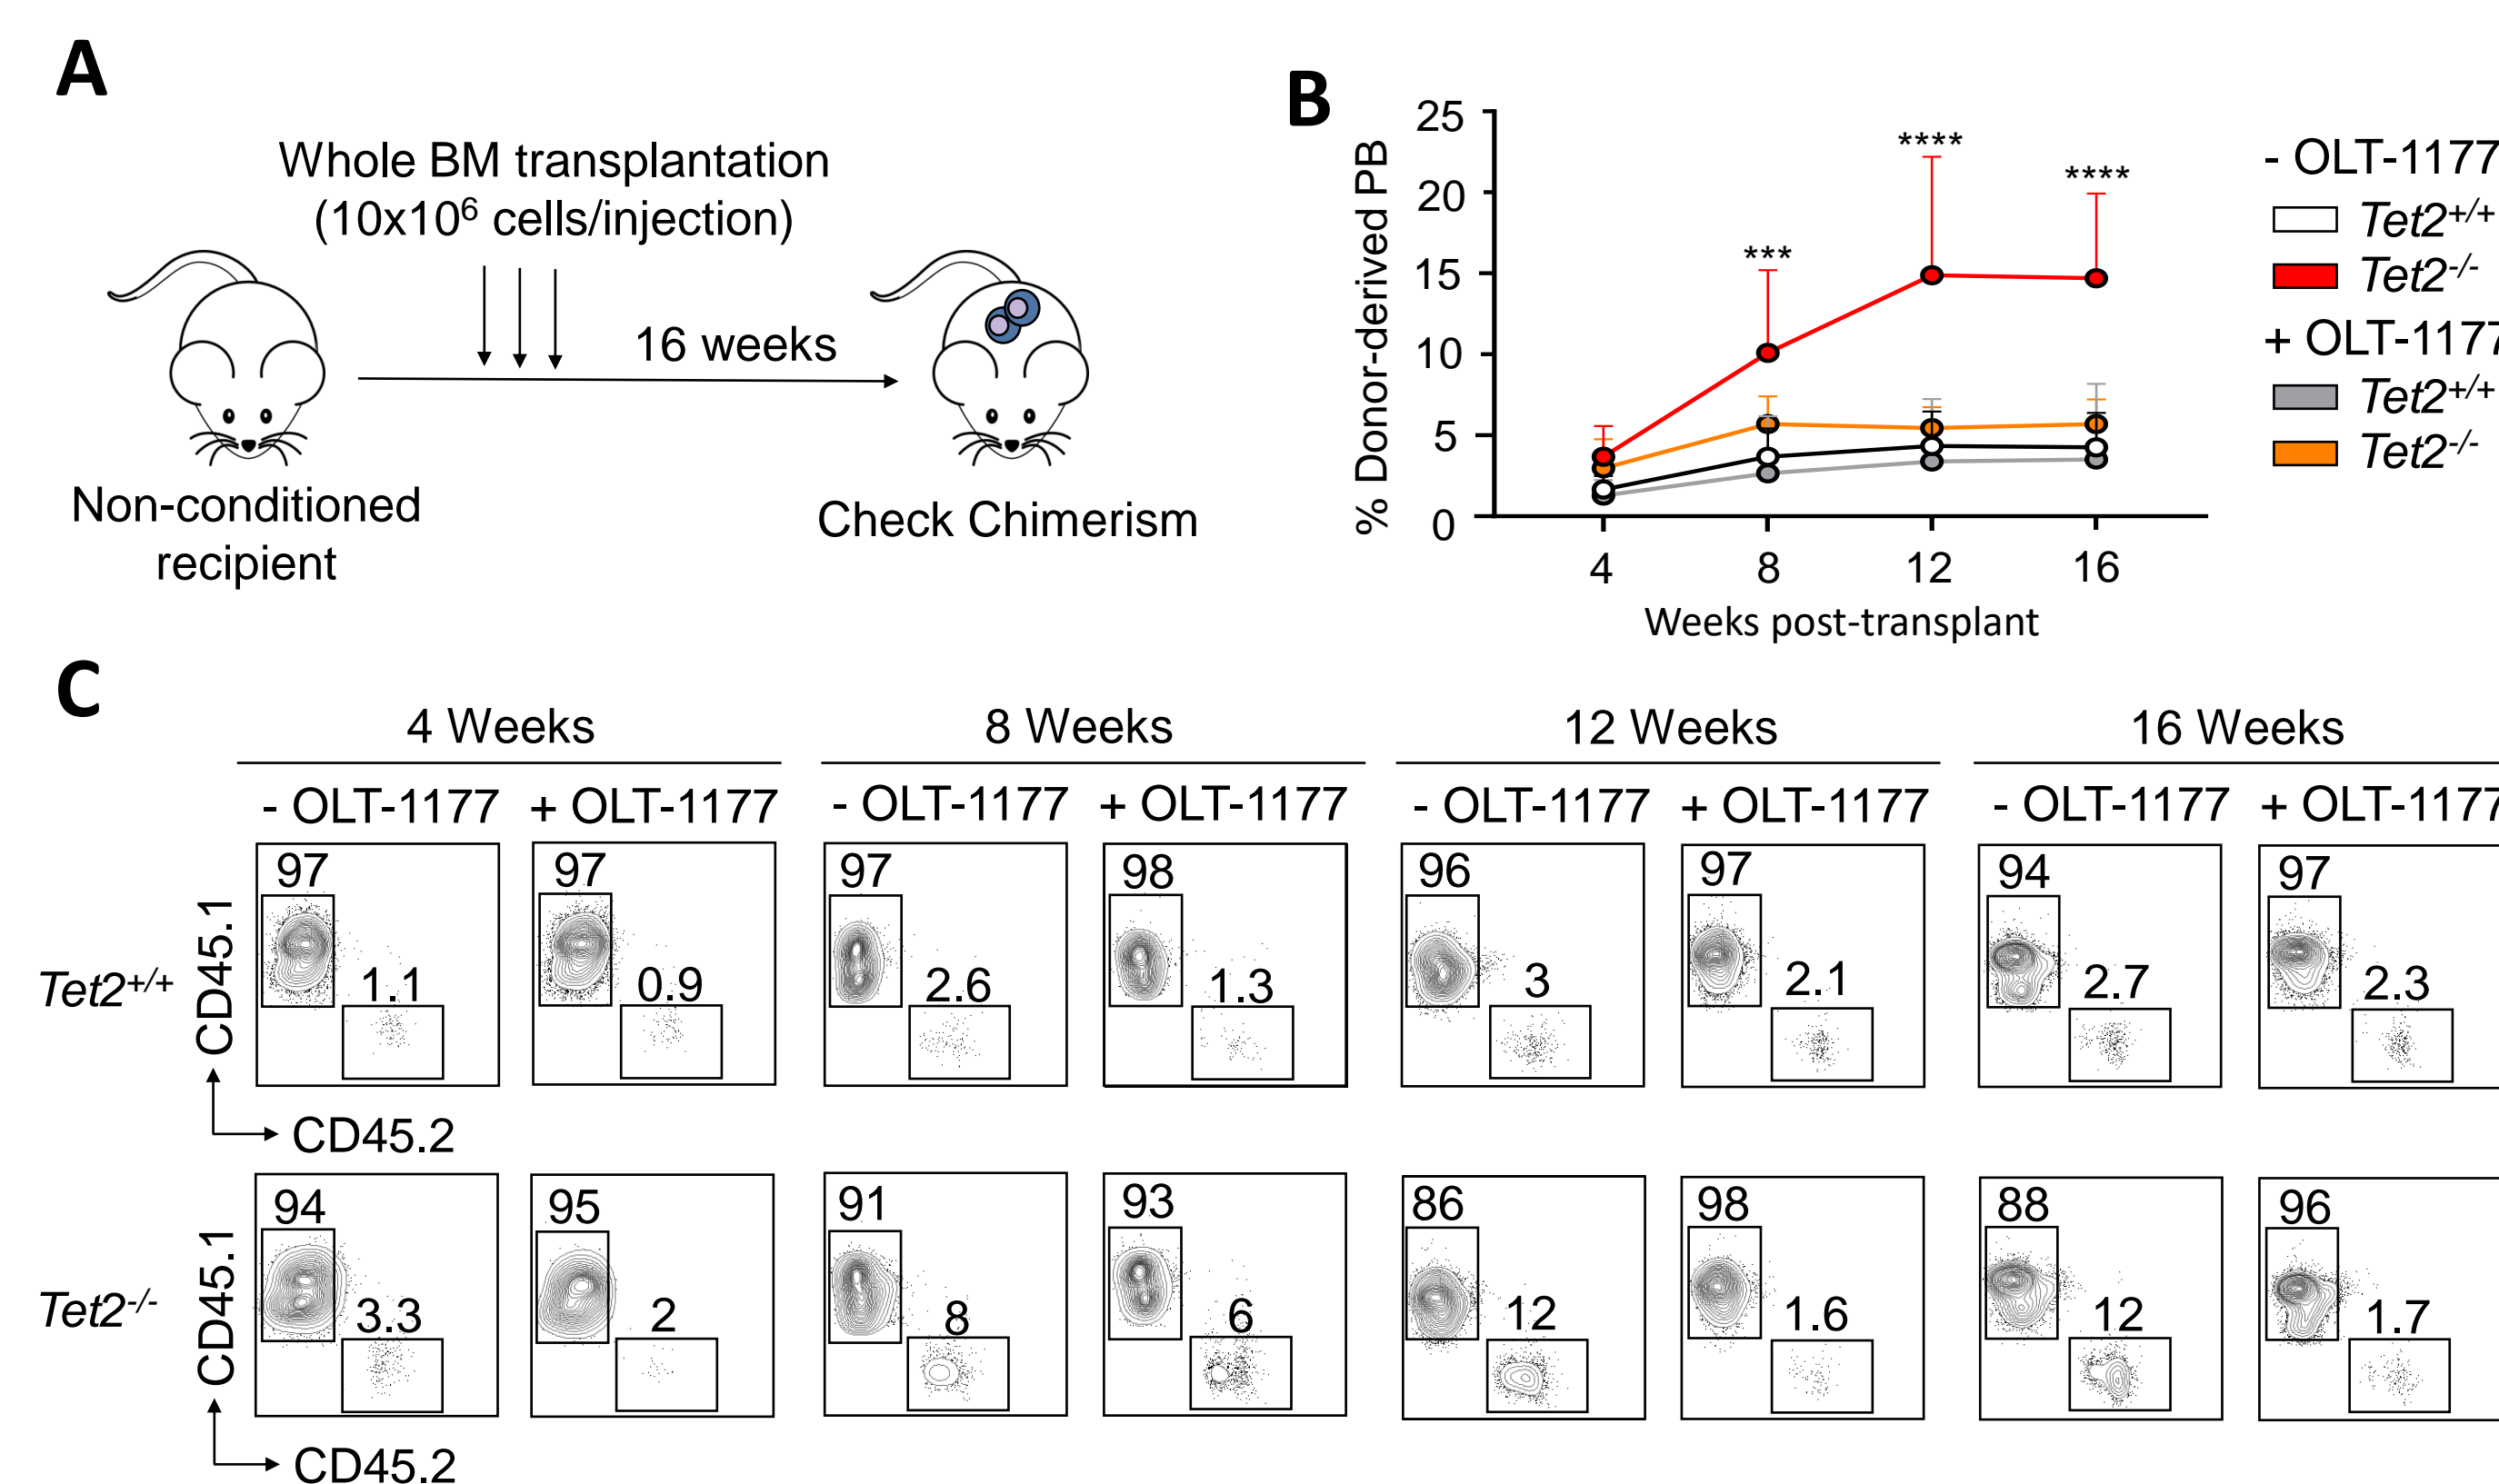 A
Whole BM transplantation
(10x10⁶ cells/injection)
16 weeks
Non-conditioned
recipient
Check Chimerism
B
% Donor-derived PB
25
20
15
10
5
0
***
****
****
4 8 12 16
Weeks post-transplant
- OLT-1177
Tet2+/+
Tet2-/-
+ OLT-1177
Tet2+/+
Tet2-/-
C
4 Weeks 8 Weeks 12 Weeks 16 Weeks
- OLT-1177 + OLT-1177 - OLT-1177 + OLT-1177 - OLT-1177 + OLT-1177 - OLT-1177 + OLT-1177
Tet2+/+
CD45.1
97 97 97 98 96 97 94 97
1.1 0.9 2.6 1.3 3 2.1 2.7 2.3
CD45.2
Tet2-/-
CD45.1
94 95 91 93 86 98 88 96
3.3 2 8 6 12 1.6 12 1.7
CD45.2